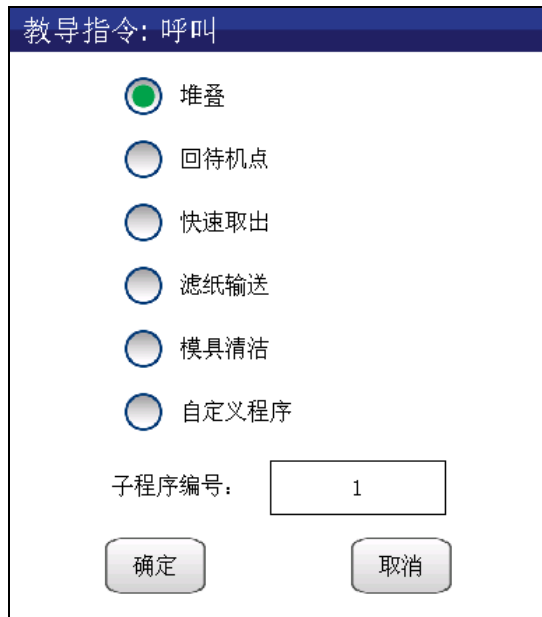 教导指令: 呼叫
堆叠
回待机点
快速取出
滤纸输送
模具清洁
自定义程序
子程序编号: 1
确定 取消